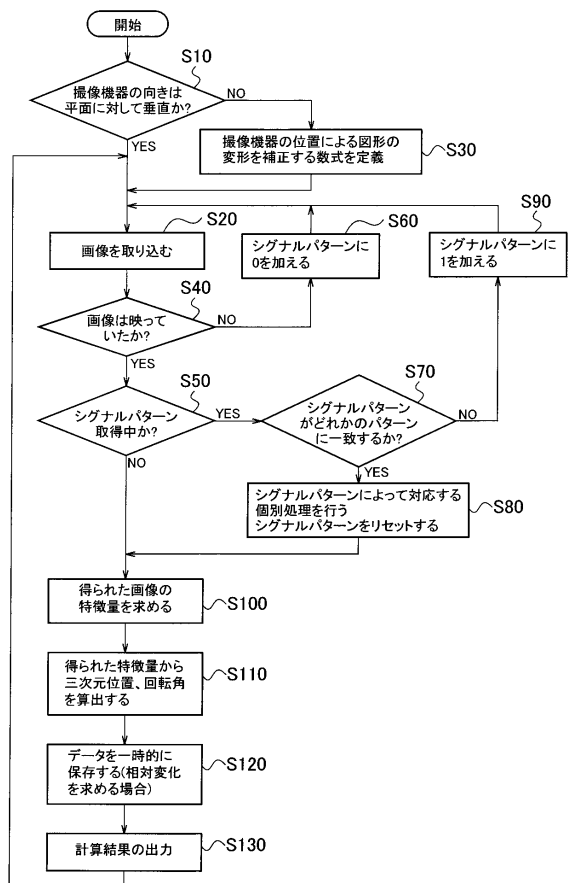 開始
S10
撮像機器の向きは
平面に対して垂直か?
NO
YES
撮像機器の位置による図形の
変形を補正する数式を定義
S30
S20
画像を取り込む
S60
シグナルパターンに
0を加える
S90
シグナルパターンに
1を加える
S40
画像は映って
いたか?
NO
YES
S50
シグナルパターン
取得中か?
YES
NO
S70
シグナルパターン
がどれかのパターン
に一致するか?
NO
YES
シグナルパターンによって対応する
個別処理を行う
シグナルパターンをリセットする
S80
得られた画像の
特徴量を求める
S100
得られた特徴量から
三次元位置、回転角
を算出する
S110
データを一時的に
保存する(相対変化
を求める場合)
S120
計算結果の出力
S130